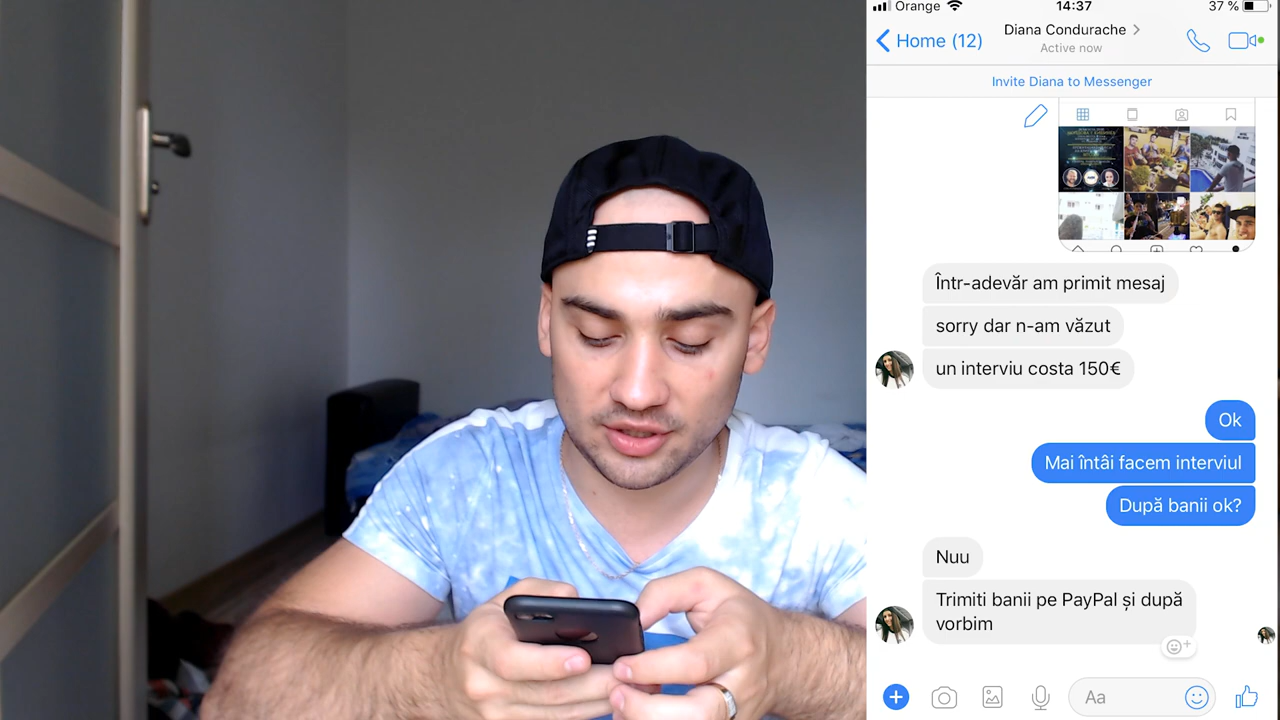 Orange
14:37
37 %
Home (12)
Diana Condurache
Active now
Invite Diana to Messenger
Într-adevăr am primit mesaj
sorry dar n-am văzut
un interviu costa 150€
Ok
Mai întâi facem interviul
După banii ok?
Nuu
Trimiti banii pe PayPal și după
vorbim
Aa